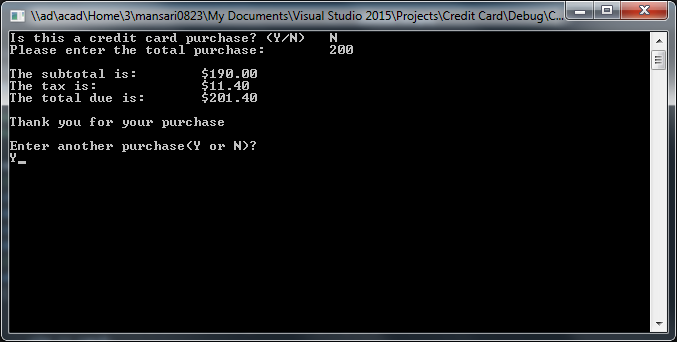 \\ad\acad\Home\3\mansari0823\My Documents\Visual Studio 2015\Projects\Credit Card\Debug\C...
Is this a credit card purchase? (Y/N) N
Please enter the total purchase: 200
The subtotal is: $190.00
The tax is: $11.40
The total due is: $201.40
Thank you for your purchase
Enter another purchase(Y or N)?
Y_